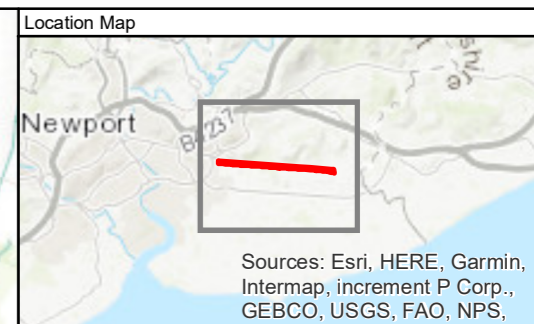 Location Map
Newport
B4237
Sources: Esri, HERE, Garmin,
Intermap, increment P Corp.,
GEBCO, USGS, FAO, NPS,